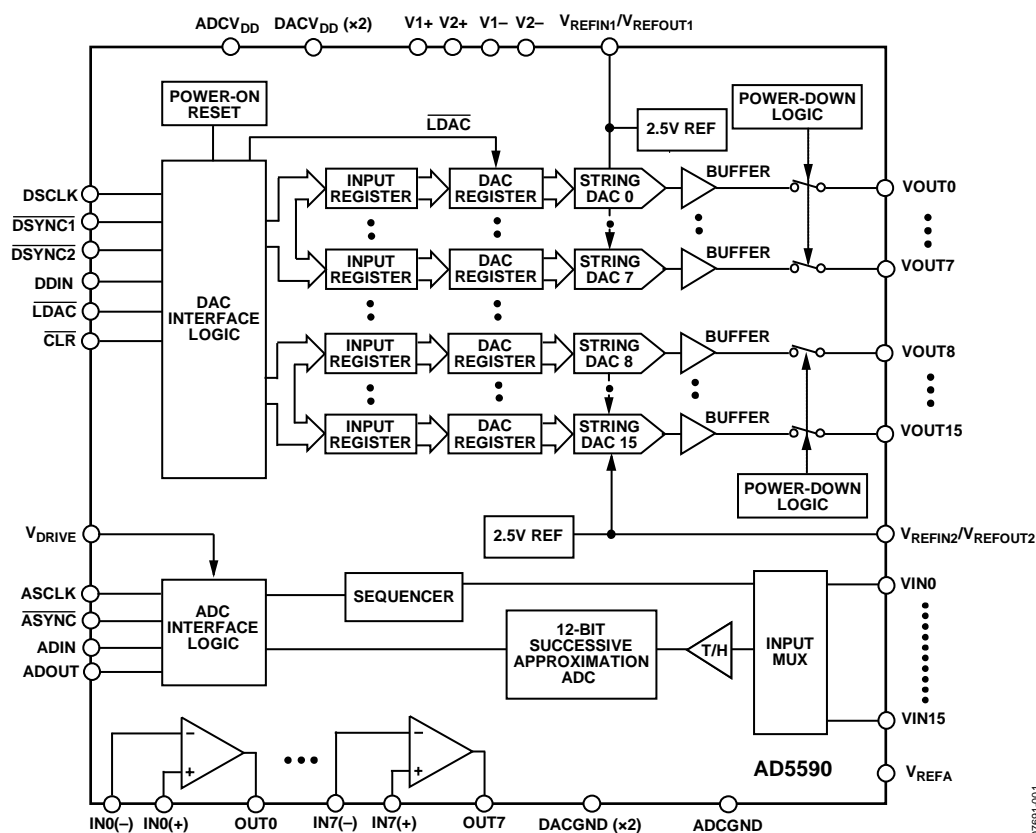 ADCVDD
DACVDD (×2)
V1+ V2+ V1– V2–
VREFIN1/VREFOUT1
POWER-ON
RESET
LDAC
2.5V REF
POWER-DOWN
LOGIC
DSCLK
DSYNC1
DSYNC2
DDIN
LDAC
CLR
DAC
INTERFACE
LOGIC
INPUT
REGISTER
DAC
REGISTER
STRING
DAC 0
BUFFER
VOUT0
INPUT
REGISTER
DAC
REGISTER
STRING
DAC 7
BUFFER
VOUT7
INPUT
REGISTER
DAC
REGISTER
STRING
DAC 8
BUFFER
VOUT8
INPUT
REGISTER
DAC
REGISTER
STRING
DAC 15
BUFFER
VOUT15
POWER-DOWN
LOGIC
VDRIVE
2.5V REF
VREFIN2/VREFOUT2
ASCLK
ASYNC
ADIN
ADOUT
ADC
INTERFACE
LOGIC
SEQUENCER
12-BIT
SUCCESSIVE
APPROXIMATION
ADC
T/H
INPUT
MUX
VIN0
VIN15
– +
– +
AD5590
VREFA
IN0(–)
IN0(+)
OUT0
IN7(–)
IN7(+)
OUT7
DACGND (×2)
ADCGND